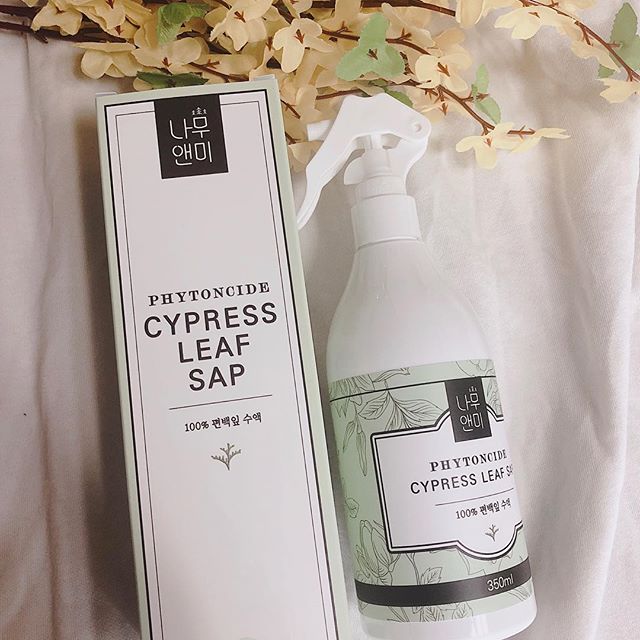 나무
앤미
PHYTONCIDE
CYPRESS
LEAF
SAP
100% 편백잎 수액
나무
앤미
PHYTONCIDE
CYPRESS LEAF SA
100% 편백잎 수액
350ml